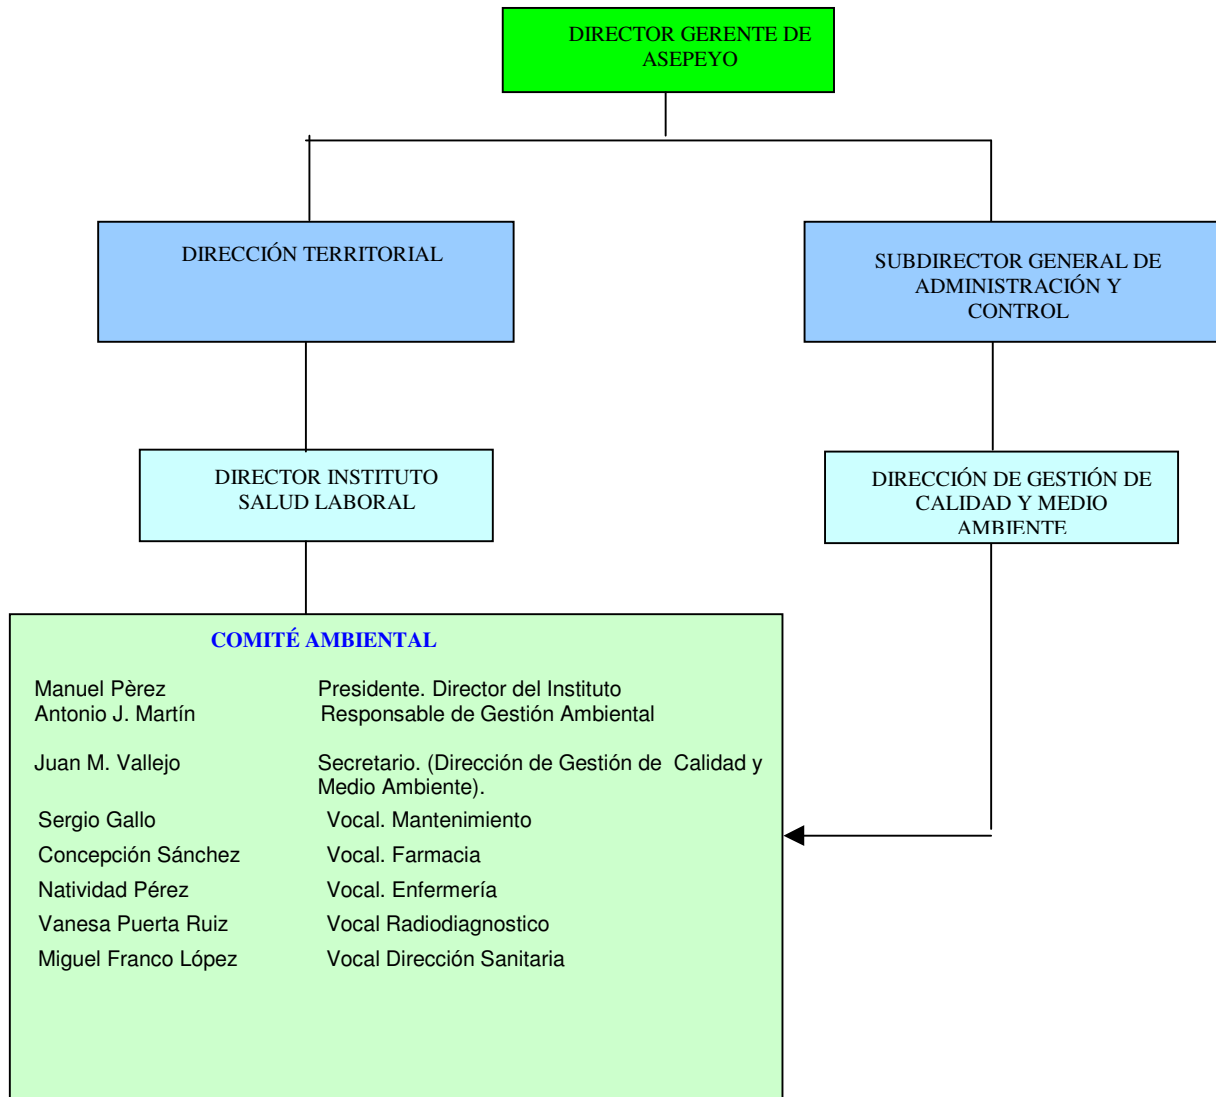 DIRECTOR GERENTE DE
ASEPEYO
DIRECCIÓN TERRITORIAL
SUBDIRECTOR GENERAL DE
ADMINISTRACIÓN Y
CONTROL
DIRECTOR INSTITUTO
SALUD LABORAL
DIRECCIÓN DE GESTIÓN DE
CALIDAD Y MEDIO
AMBIENTE
COMITÉ AMBIENTAL
Manuel Pèrez Presidente. Director del Instituto
Antonio J. Martín Responsable de Gestión Ambiental
Juan M. Vallejo Secretario. (Dirección de Gestión de Calidad y
Medio Ambiente).
Sergio Gallo Vocal. Mantenimiento
Concepción Sánchez Vocal. Farmacia
Natividad Pérez Vocal. Enfermería
Vanesa Puerta Ruiz Vocal Radiodiagnostico
Miguel Franco López Vocal Dirección Sanitaria